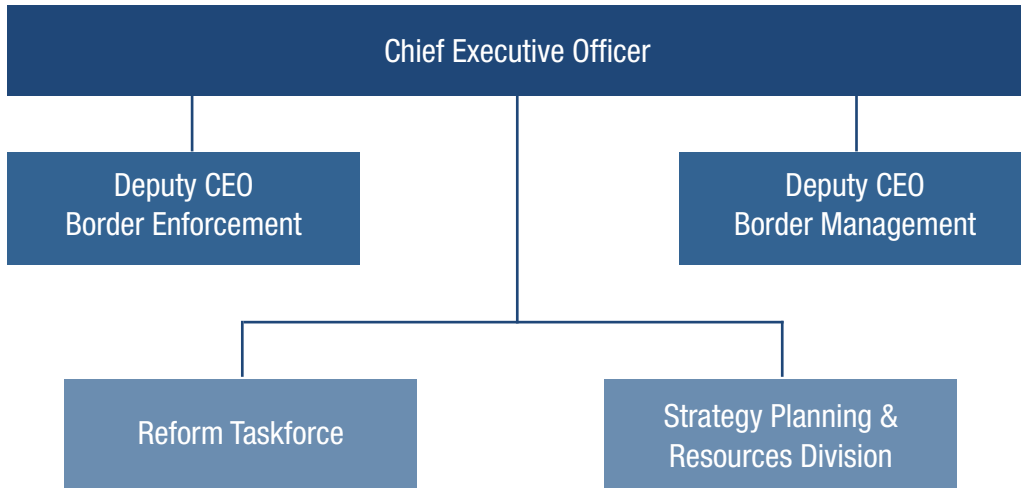 Chief Executive Officer
Deputy CEO
Border Enforcement
Deputy CEO
Border Management
Reform Taskforce
Strategy Planning &
Resources Division